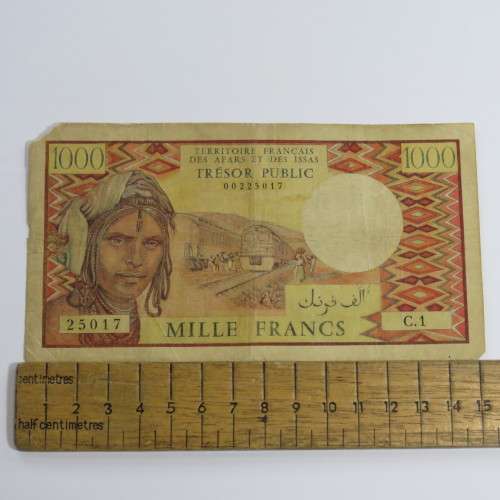 1000
TERRITOIRE FRANÇAIS
DES AFARS ET DES ISSAS
TRÉSOR PUBLIC
00225017
1000
ألف فرنك
25017
MILLE FRANCS
C.1
centimetres
1 2 3 4 5 6 7 8 9 10 11 12 13 14 15
half centimetres